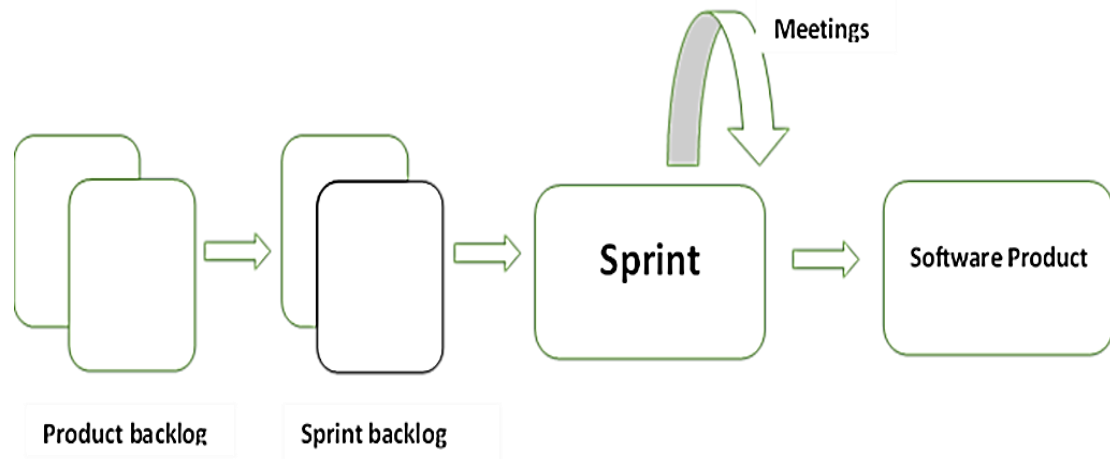 Meetings
Sprint
Software Product
Product backlog
Sprint backlog